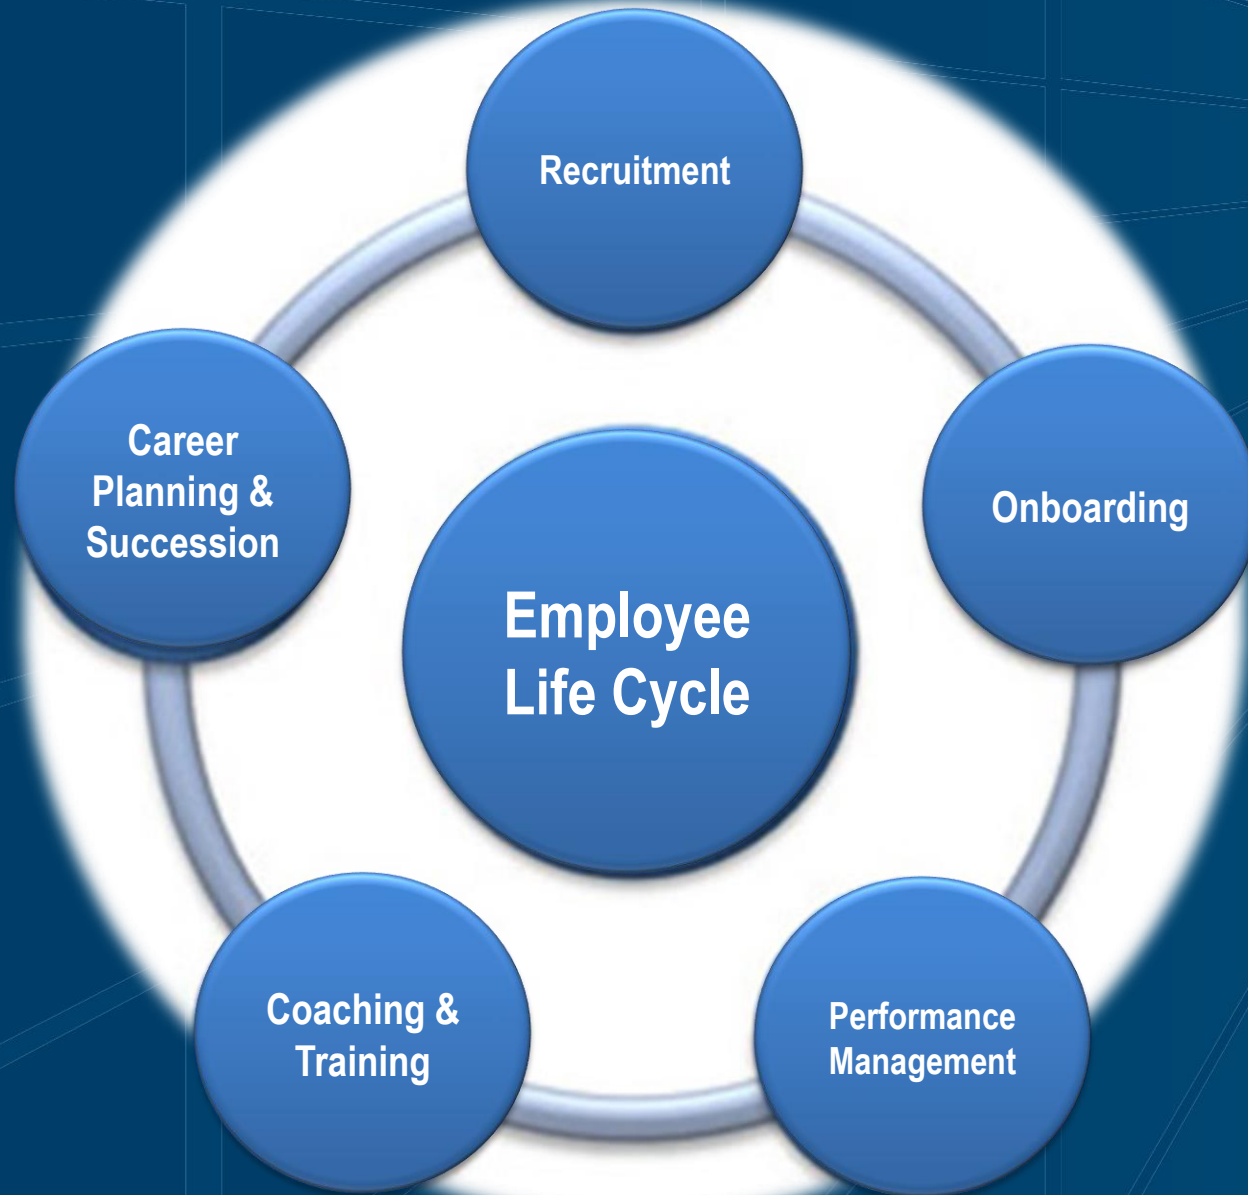 Recruitment
Onboarding
Performance
Management
Coaching &
Training
Career
Planning &
Succession
Employee
Life Cycle